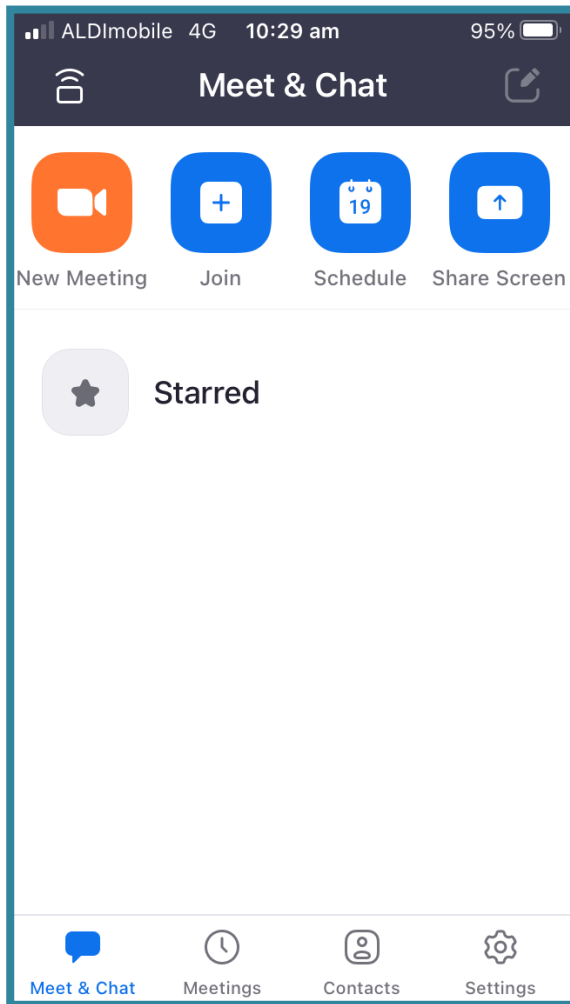 ALDImobile 4G 10:29 am 95%
Meet & Chat
19
New Meeting Join Schedule Share Screen
Starred
Meet & Chat Meetings Contacts Settings